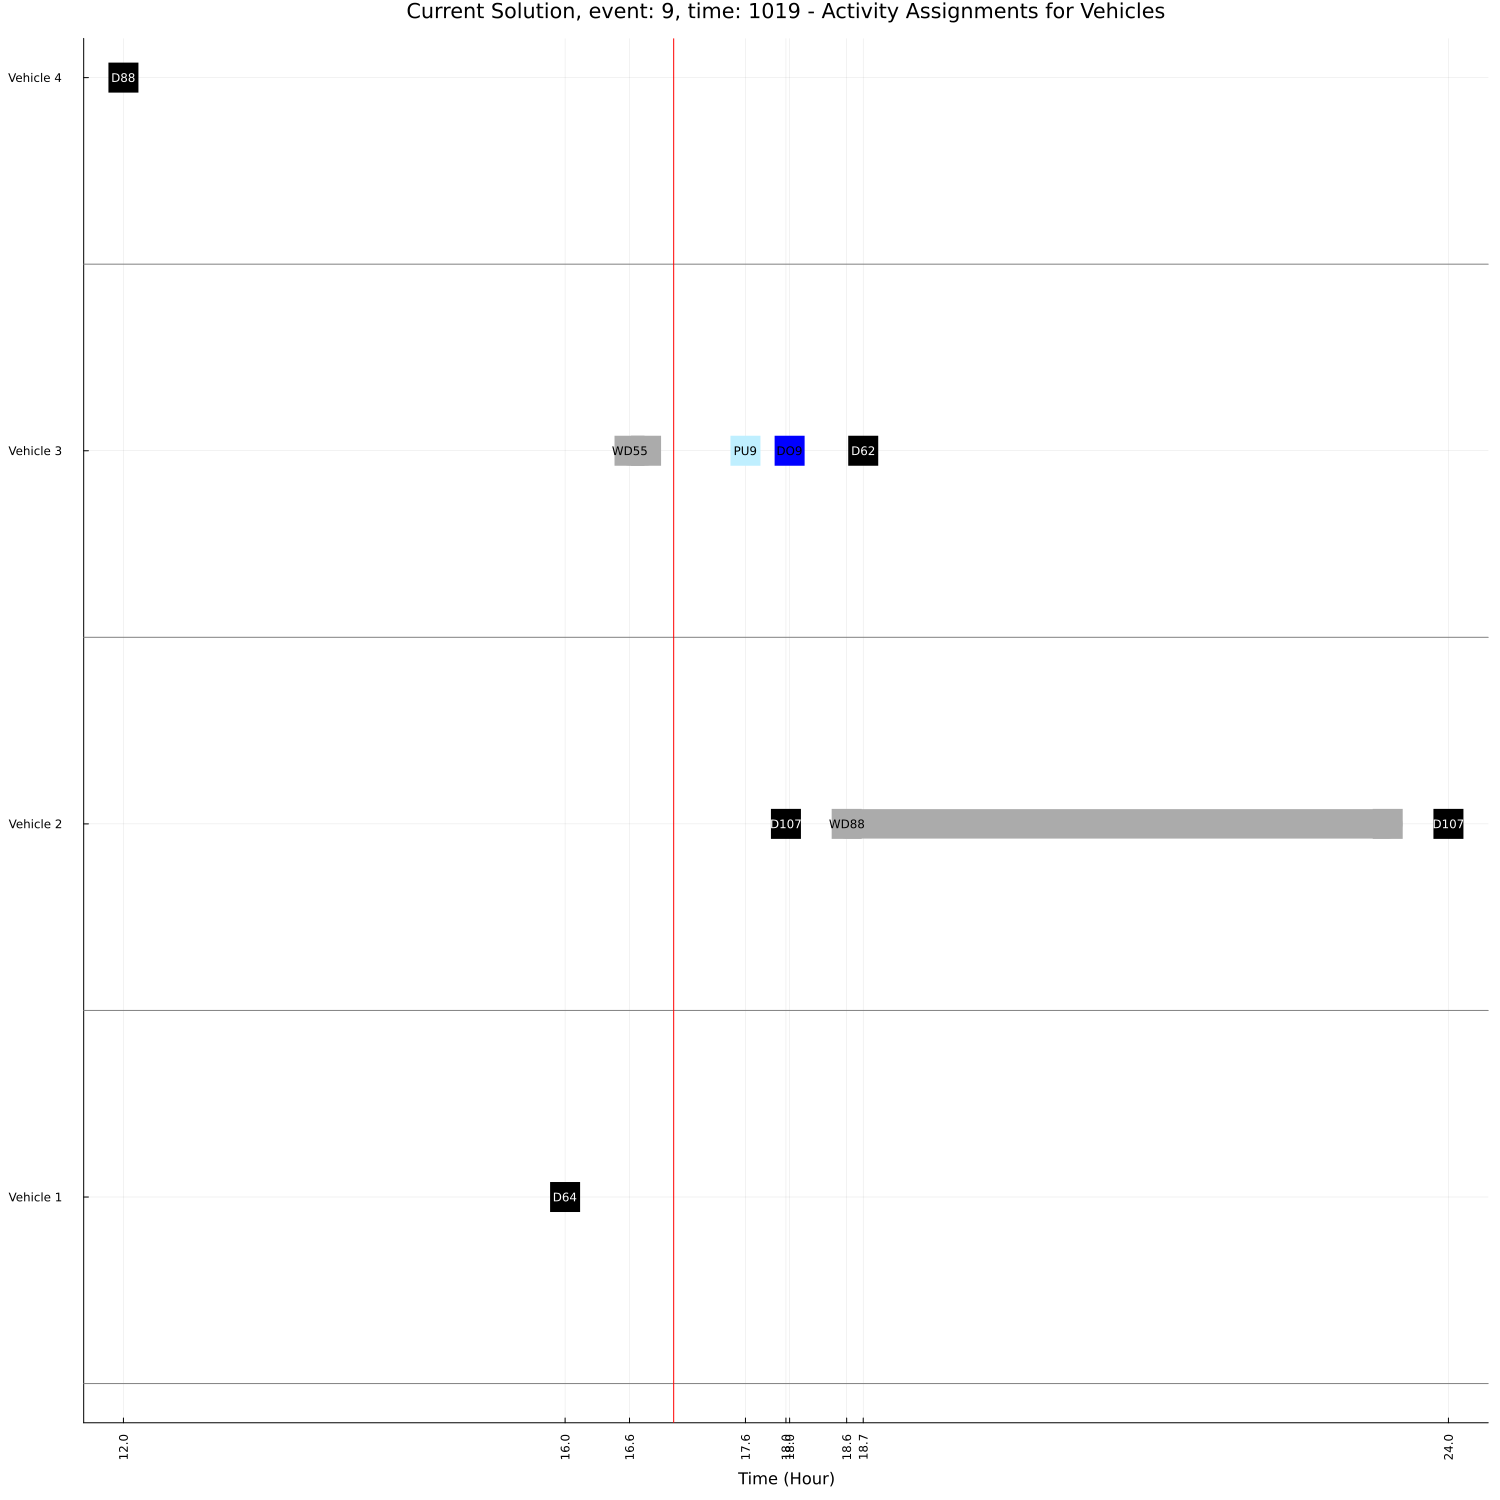 Current Solution, event: 9, time: 1019 - Activity Assignments for Vehicles
Vehicle 4
D88
Vehicle 3
WD55
PU9
DO9
D62
Vehicle 2
D107
WD88
D107
Vehicle 1
D64
12.0
16.0
16.6
17.6
18.6
18.7
24.0
Time (Hour)